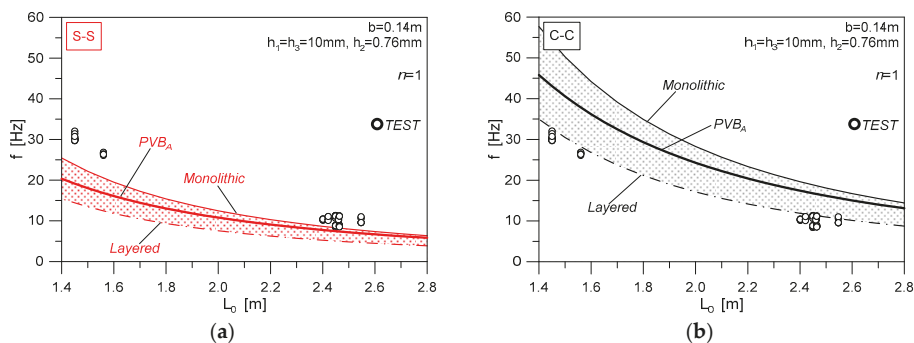 60
50
40
30
20
10
0
f [Hz]
S-S
b=0.14m
h₁=h₃=10mm, h₂=0.76mm
n=1
TEST
PVB_A
Monolithic
Layered
1.4 1.6 1.8 2.0 2.2 2.4 2.6 2.8
L₀ [m]
(a)
60
50
40
30
20
10
0
f [Hz]
C-C
b=0.14m
h₁=h₃=10mm, h₂=0.76mm
n=1
Monolithic
TEST
PVB_A
Layered
1.4 1.6 1.8 2.0 2.2 2.4 2.6 2.8
L₀ [m]
(b)